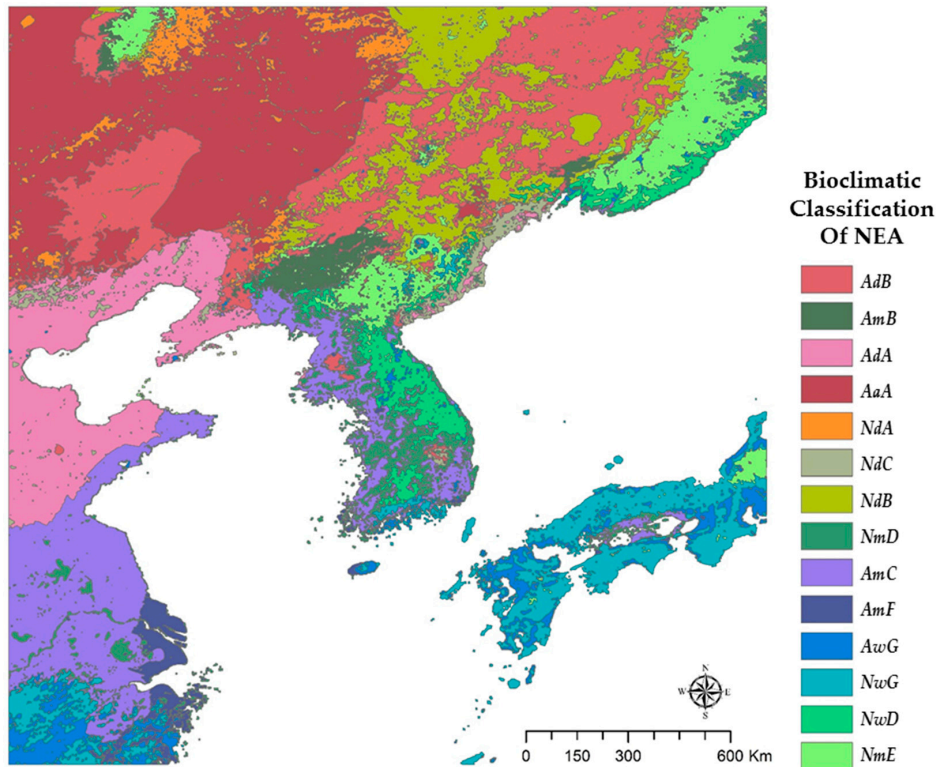 Bioclimatic
Classification
Of NEA
AdB
AmB
AdA
AaA
NdA
NdC
NdB
NmD
AmC
AmF
AwG
NwG
NwD
NmE
N
W E
S
0 150 300 600 Km